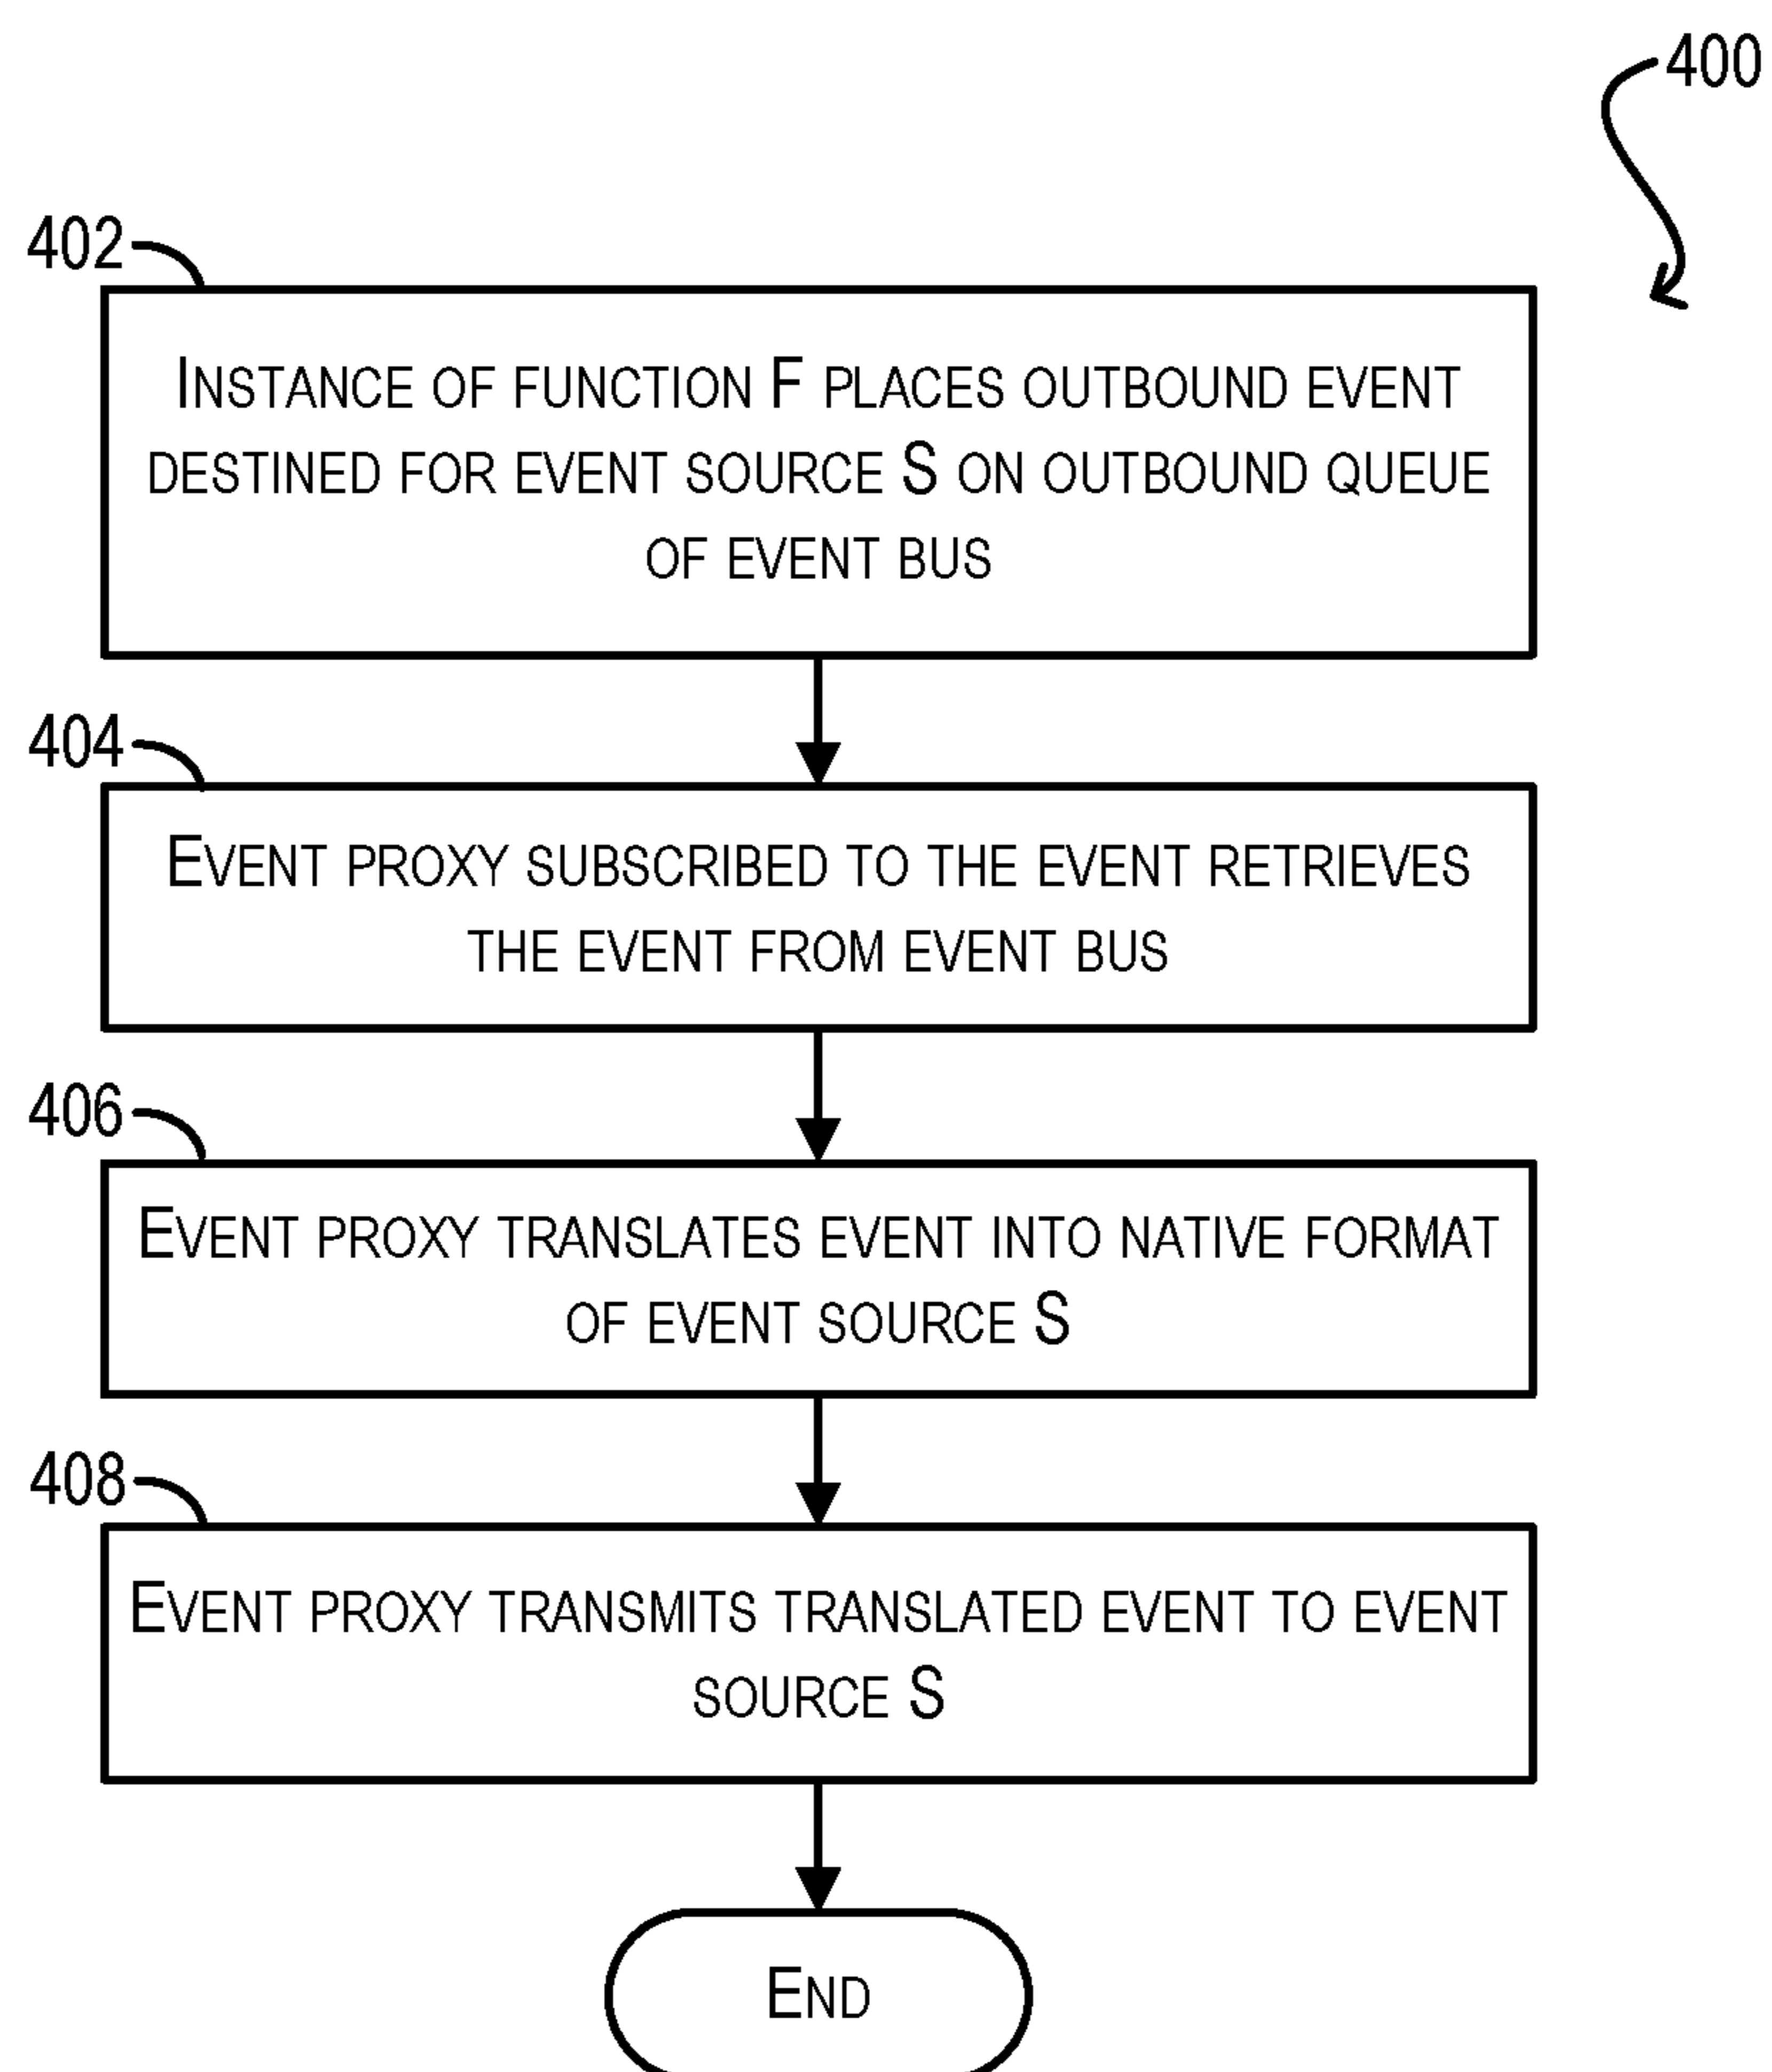 400
402
Instance of function F places outbound event
destined for event source S on outbound queue
of event bus
404
Event proxy subscribed to the event retrieves
the event from event bus
406
Event proxy translates event into native format
of event source S
408
Event proxy transmits translated event to event
source S
End